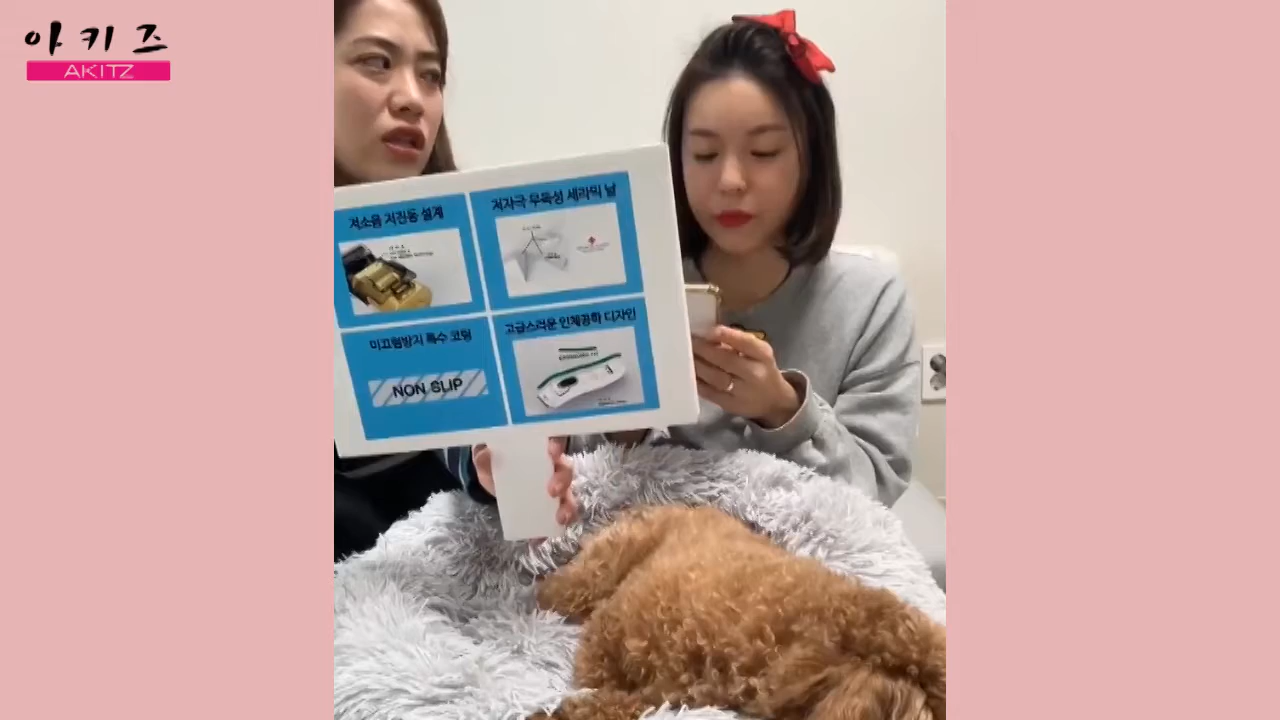 아키즈
AKITZ
저소음 저진동 설계
저자극 무독성 세라믹 날
미끄럼방지 특수 코팅
NON SLIP
고급스러운 인체공학 디자인